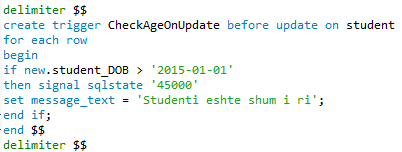 delimiter $$
create trigger CheckAgeOnUpdate before update on student
for each row
begin
if new.student_DOB > '2015-01-01'
then signal sqlstate '45000'
set message_text = 'Studenti eshte shum i ri';
end if;
end $$
delimiter $$